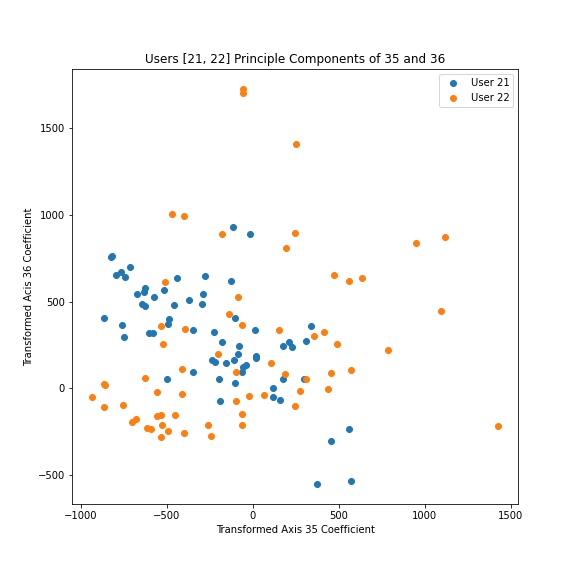 Users [21, 22] Principle Components of 35 and 36
User 21
User 22
Transformed Acis 36 Coefficient
1500
1000
500
0
−500
−1000
−500
0
500
1000
1500
Transformed Axis 35 Coefficient